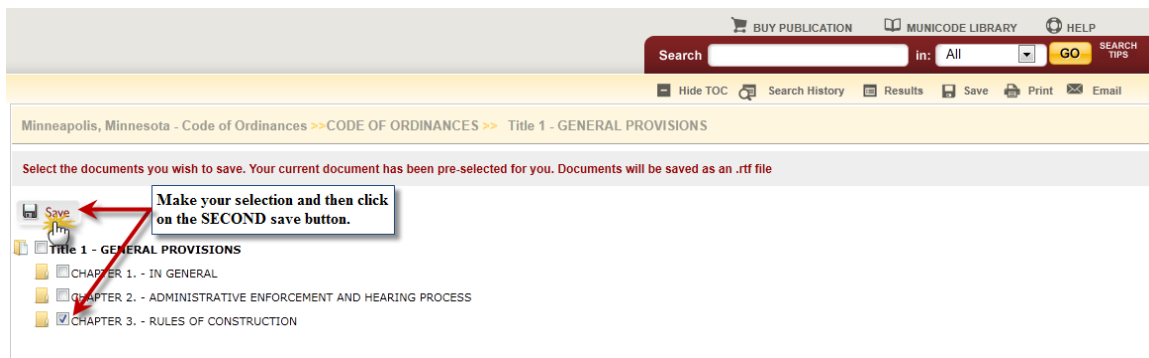 BUY PUBLICATION MUNICODE LIBRARY HELP
Search in: All GO SEARCH TIPS
Hide TOC Search History Results Save Print Email
Minneapolis, Minnesota - Code of Ordinances >>CODE OF ORDINANCES >> Title 1 - GENERAL PROVISIONS
Select the documents you wish to save. Your current document has been pre-selected for you. Documents will be saved as an .rtf file
Save
Make your selection and then click
on the SECOND save button.
Title 1 - GENERAL PROVISIONS
CHAPTER 1. - IN GENERAL
CHAPTER 2. - ADMINISTRATIVE ENFORCEMENT AND HEARING PROCESS
CHAPTER 3. - RULES OF CONSTRUCTION